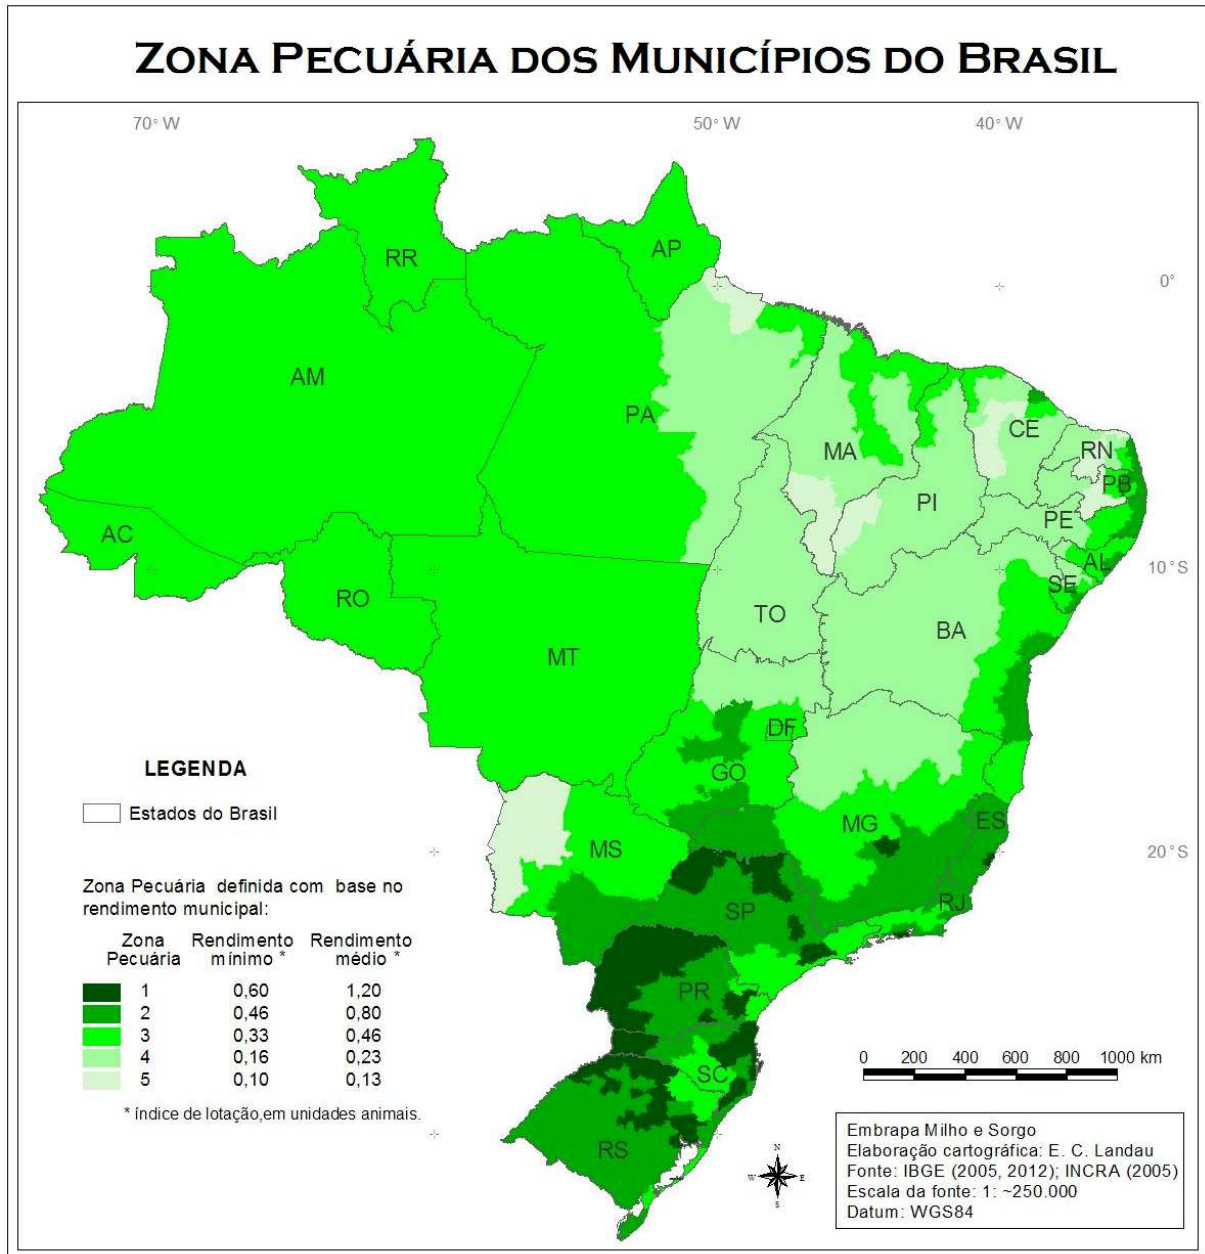 ZONA PECUÁRIA DOS MUNICÍPIOS DO BRASIL
70° W
50° W
40° W
RR
AP
0°
AM
PA
MA
CE
RN
PB
PI
PE
AC
AL
10° S
SE
RO
TO
BA
MT
DF
GO
LEGENDA
Estados do Brasil
MG
ES
MS
20° S
RJ
SP
Zona Pecuária definida com base no
rendimento municipal:
Zona Pecuária Rendimento mínimo * Rendimento médio *
1 0,60 1,20
2 0,46 0,80
3 0,33 0,46
4 0,16 0,23
5 0,10 0,13
* índice de lotação,em unidades animais.
PR
SC
RS
0 200 400 600 800 1000 km
N
W E
S
Embrapa Milho e Sorgo
Elaboração cartográfica: E. C. Landau
Fonte: IBGE (2005, 2012); INCRA (2005)
Escala da fonte: 1: ~250.000
Datum: WGS84